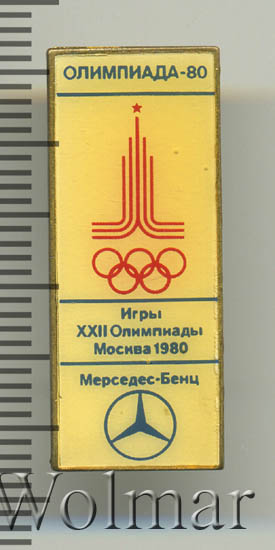 ОЛИМПИАДА-80
Игры
XXII Олимпиады
Москва 1980
Мерседес-Бенц
Wolmar